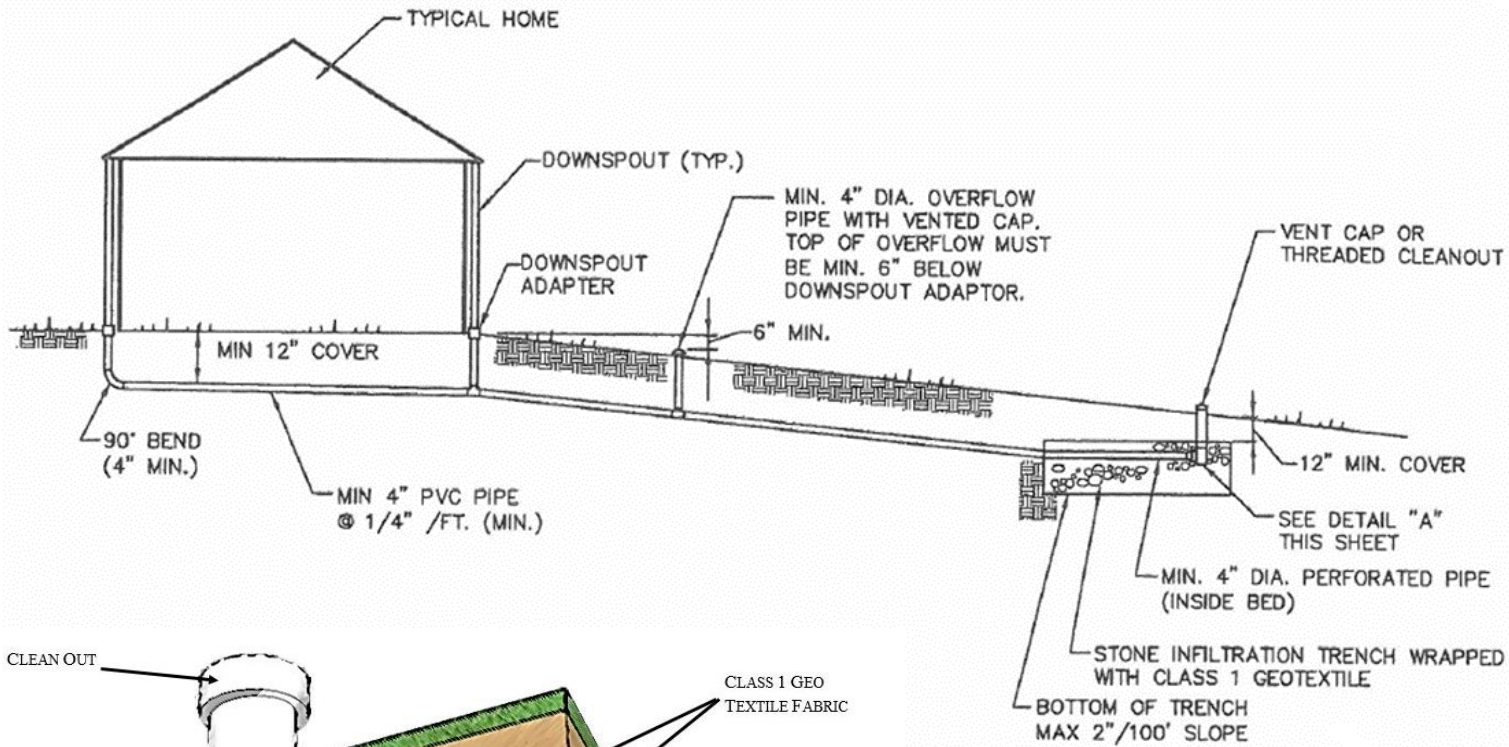 TYPICAL HOME
DOWNSPOUT (TYP.)
MIN. 4" DIA. OVERFLOW
PIPE WITH VENTED CAP.
TOP OF OVERFLOW MUST
BE MIN. 6" BELOW
DOWNSPOUT ADAPTOR.
VENT CAP OR
THREADED CLEANOUT
DOWNSPOUT
ADAPTER
6" MIN.
MIN 12" COVER
90° BEND
(4" MIN.)
MIN 4" PVC PIPE
@ 1/4" /FT. (MIN.)
12" MIN. COVER
SEE DETAIL "A"
THIS SHEET
MIN. 4" DIA. PERFORATED PIPE
(INSIDE BED)
STONE INFILTRATION TRENCH WRAPPED
WITH CLASS 1 GEOTEXTILE
BOTTOM OF TRENCH
MAX 2"/100' SLOPE
CLEAN OUT
CLASS 1 GEO
TEXTILE FABRIC